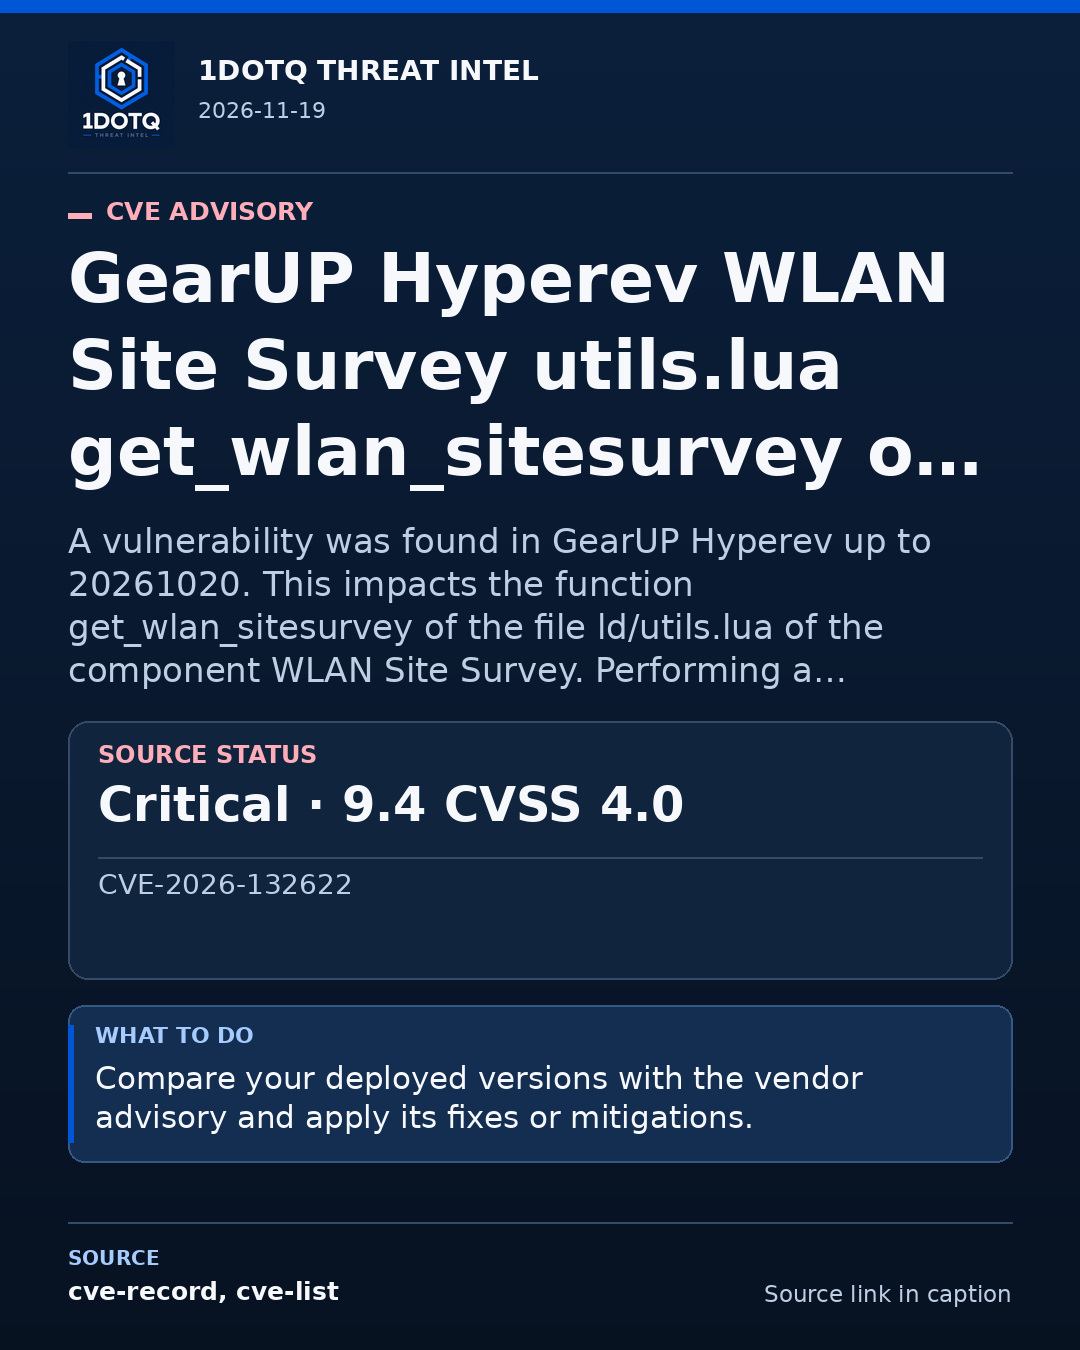 1DOTQ
THREAT INTEL
1DOTQ THREAT INTEL
2026-11-19
CVE ADVISORY
GearUP Hyperev WLAN
Site Survey utils.lua
get_wlan_sitesurvey o…
A vulnerability was found in GearUP Hyperev up to
20261020. This impacts the function
get_wlan_sitesurvey of the file ld/utils.lua of the
component WLAN Site Survey. Performing a…
SOURCE STATUS
Critical · 9.4 CVSS 4.0
CVE-2026-132622
WHAT TO DO
Compare your deployed versions with the vendor
advisory and apply its fixes or mitigations.
SOURCE
cve-record, cve-list
Source link in caption